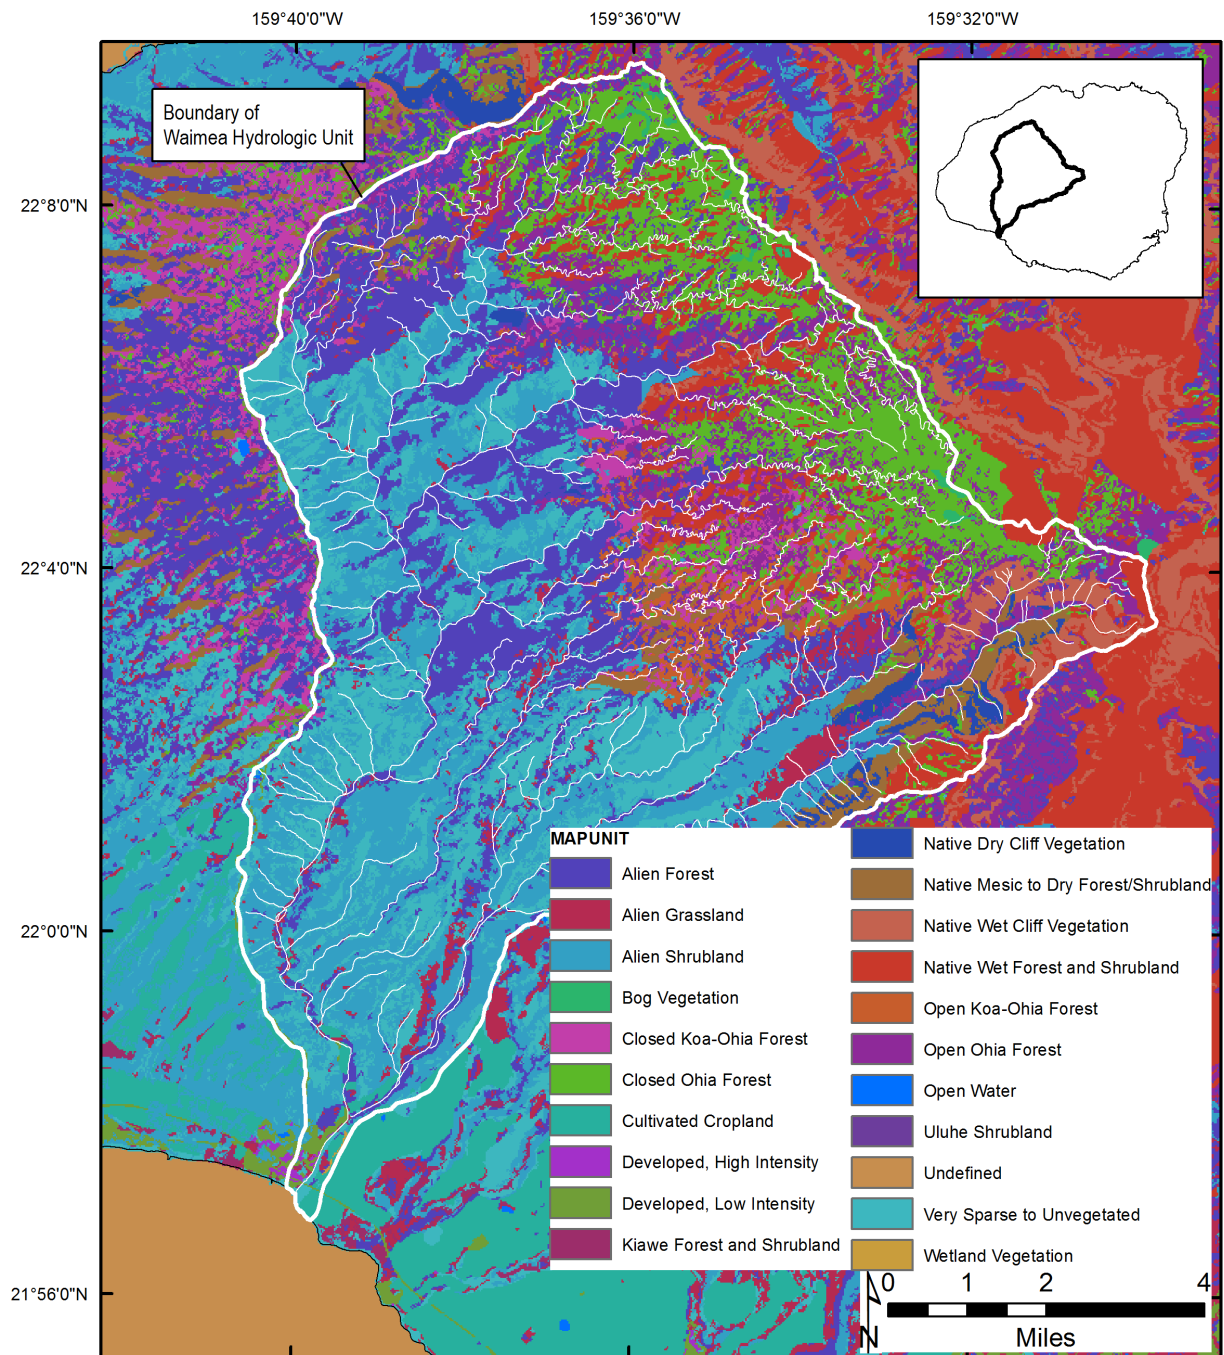 159°40'0"W
159°36'0"W
159°32'0"W
Boundary of
Waimea Hydrologic Unit
22°8'0"N
22°4'0"N
22°0'0"N
21°56'0"N
MAPUNIT
Alien Forest
Alien Grassland
Alien Shrubland
Bog Vegetation
Closed Koa-Ohia Forest
Closed Ohia Forest
Cultivated Cropland
Developed, High Intensity
Developed, Low Intensity
Kiawe Forest and Shrubland
Native Dry Cliff Vegetation
Native Mesic to Dry Forest/Shrubland
Native Wet Cliff Vegetation
Native Wet Forest and Shrubland
Open Koa-Ohia Forest
Open Ohia Forest
Open Water
Uluhe Shrubland
Undefined
Very Sparse to Unvegetated
Wetland Vegetation
0 1 2 4
N
Miles